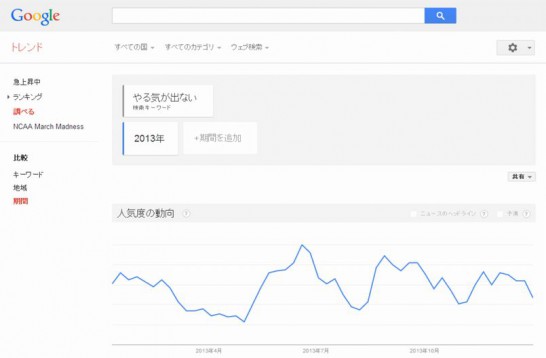 Google
トレンド
すべての国 すべてのカテゴリ ウェブ検索
急上昇中
ランキング
調べる
NCAA March Madness
比較
キーワード
地域
期間
やる気が出ない
検索キーワード
2013年
+期間を追加
共有
人気度の動向 ?
ニュースのヘッドライン ? 予測 ?
2013年4月 2013年7月 2013年10月